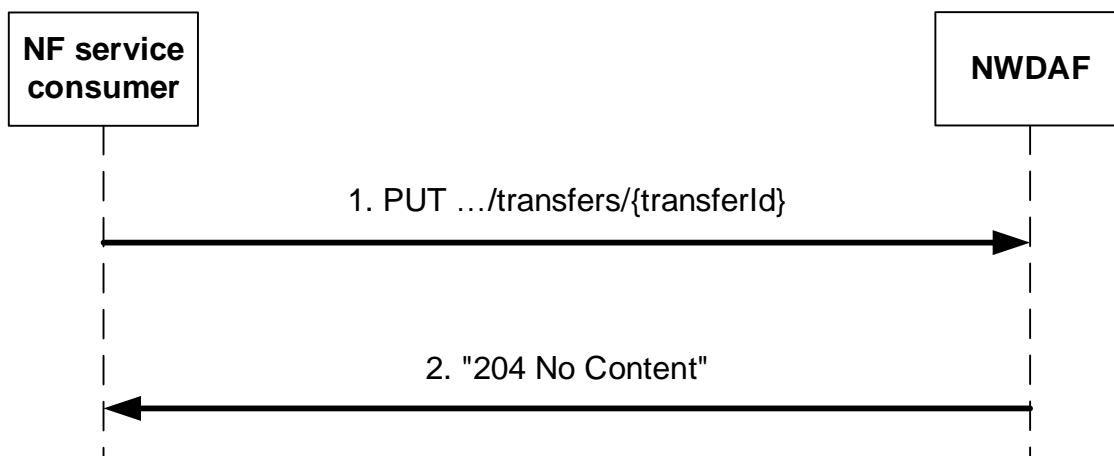 NF service
consumer
NWDAF
1. PUT …/transfers/{transferId}
2. "204 No Content"